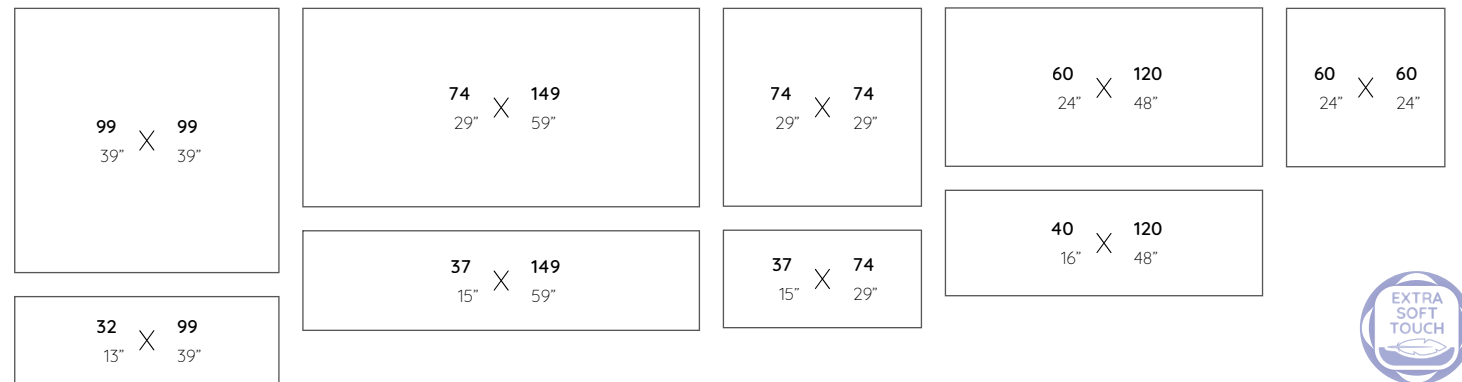 99 X 99
39” 39”
32 X 99
13” 39”
74 X 149
29” 59”
37 X 149
15” 59”
74 X 74
29” 29”
37 X 74
15” 29”
60 X 120
24” 48”
40 X 120
16” 48”
60 X 60
24” 24”
EXTRA
SOFT
TOUCH